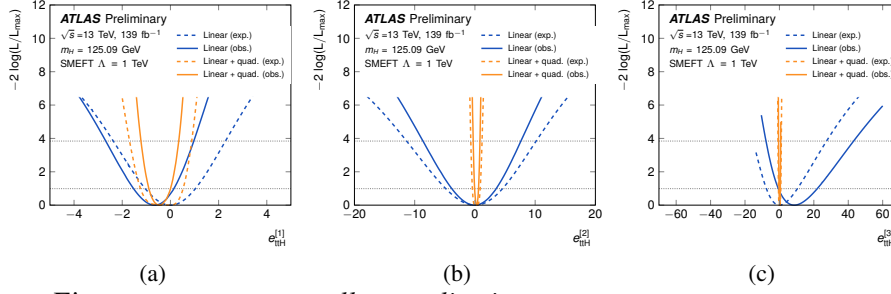 ATLAS Preliminary
√s =13 TeV, 139 fb⁻¹
m_H = 125.09 GeV
SMEFT Λ = 1 TeV
Linear (exp.)
Linear (obs.)
Linear + quad. (exp.)
Linear + quad. (obs.)
−2 log(L/L_max)
12
10
8
6
4
2
0
−4 −2 0 2 4
e_ttH^[1]
(a)
ATLAS Preliminary
√s =13 TeV, 139 fb⁻¹
m_H = 125.09 GeV
SMEFT Λ = 1 TeV
Linear (exp.)
Linear (obs.)
Linear + quad. (exp.)
Linear + quad. (obs.)
−2 log(L/L_max)
12
10
8
6
4
2
0
−20 −10 0 10 20
e_ttH^[2]
(b)
ATLAS Preliminary
√s =13 TeV, 139 fb⁻¹
m_H = 125.09 GeV
SMEFT Λ = 1 TeV
Linear (exp.)
Linear (obs.)
Linear + quad. (exp.)
Linear + quad. (obs.)
−2 log(L/L_max)
12
10
8
6
4
2
0
−60 −40 −20 0 20 40 60
e_ttH^[3
(c)